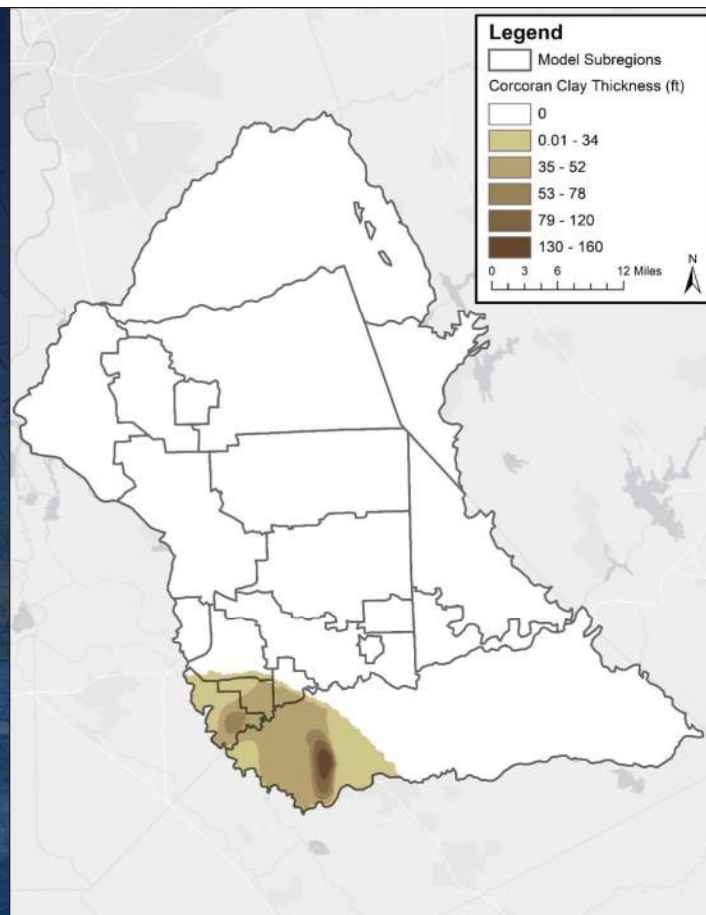 Legend
Model Subregions
Corcoran Clay Thickness (ft)
0
0.01 - 34
35 - 52
53 - 78
79 - 120
130 - 160
N
0 3 6 12 Miles